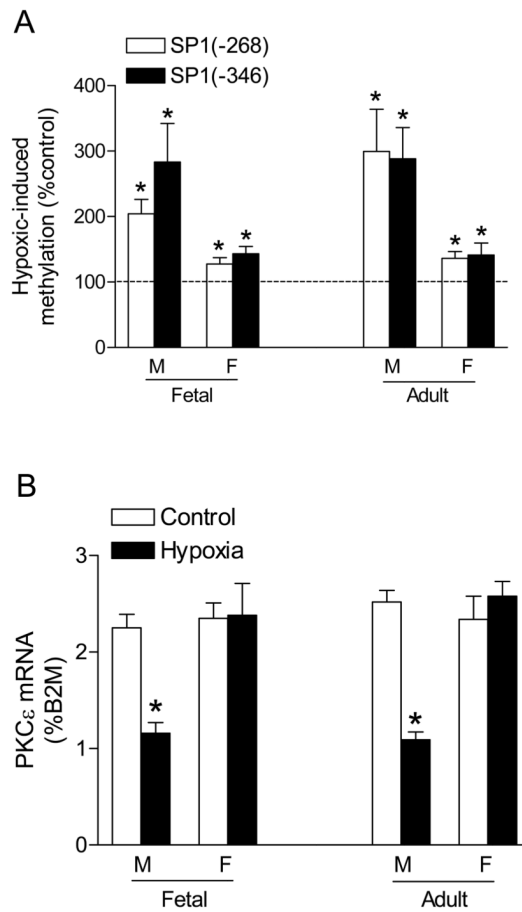 A
SP1(-268)
SP1(-346)
Hypoxic-induced
methylation (%control)
400
300
200
100
0
* * * * * * * *
M F M F
Fetal Adult
B
Control
Hypoxia
PKCε mRNA
(%B2M)
3
2
1
0
* *
M F M F
Fetal Adult